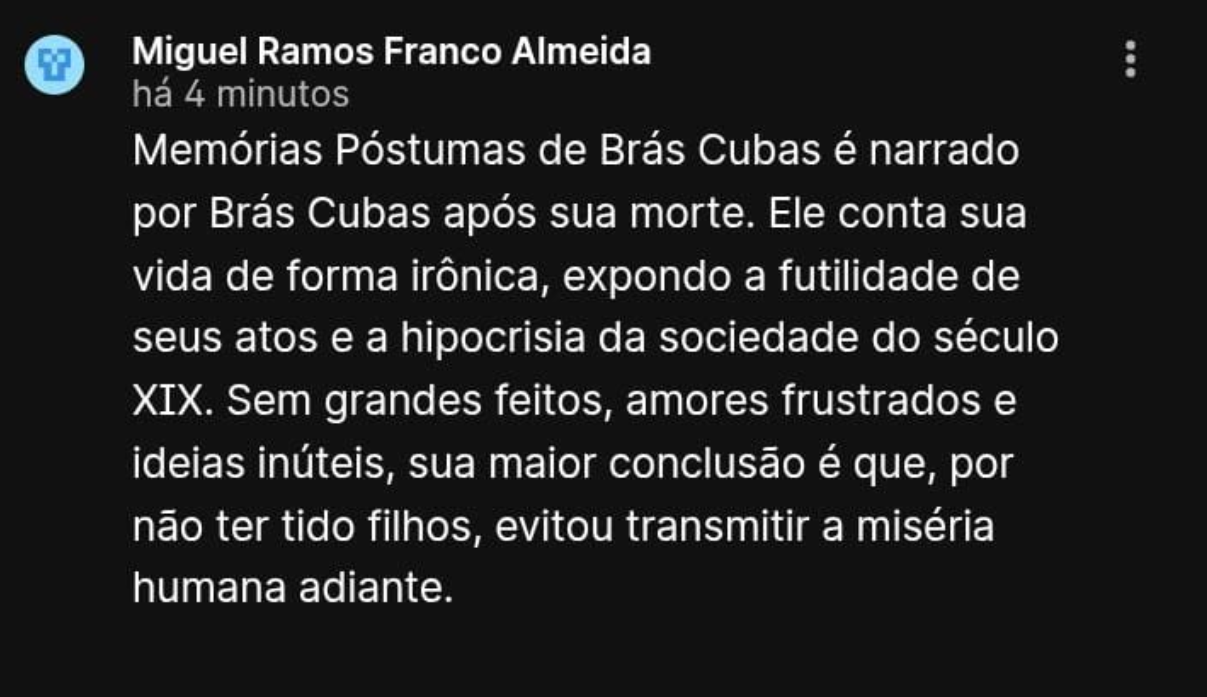 Miguel Ramos Franco Almeida
há 4 minutos
Memórias Póstumas de Brás Cubas é narrado
por Brás Cubas após sua morte. Ele conta sua
vida de forma irônica, expondo a futilidade de
seus atos e a hipocrisia da sociedade do século
XIX. Sem grandes feitos, amores frustrados e
ideias inúteis, sua maior conclusão é que, por
não ter tido filhos, evitou transmitir a miséria
humana adiante.